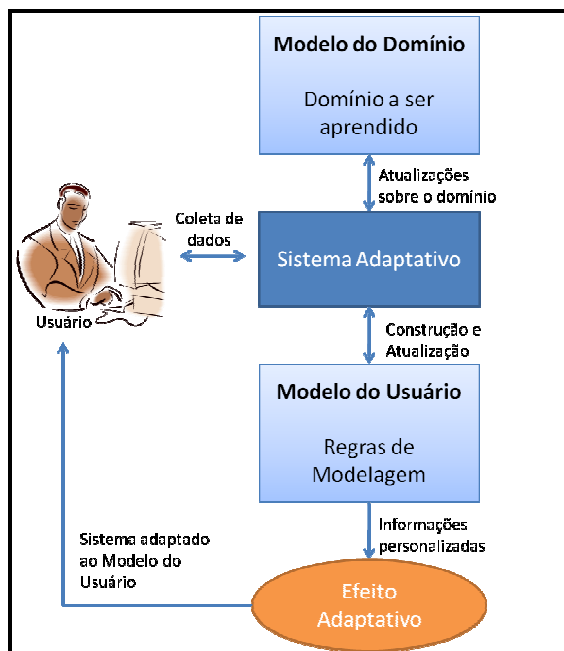 Modelo do Domínio
Domínio a ser
aprendido
Atualizações
sobre o domínio
Coleta de
dados
Sistema Adaptativo
Usuário
Construção e
Atualização
Modelo do Usuário
Regras de
Modelagem
Informações
personalizadas
Sistema adaptado
ao Modelo do
Usuário
Efeito
Adaptativo